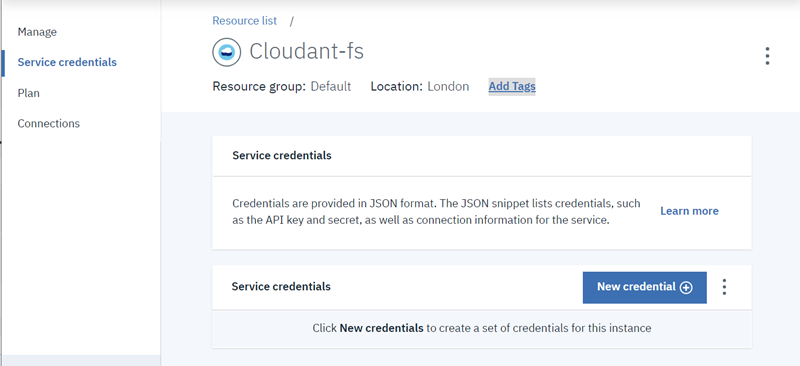 Manage
Service credentials
Plan
Connections
Resource list /
Cloudant-fs
Resource group: Default Location: London Add Tags
Service credentials
Credentials are provided in JSON format. The JSON snippet lists credentials, such
as the API key and secret, as well as connection information for the service.
Learn more
Service credentials
New credential
Click New credentials to create a set of credentials for this instance